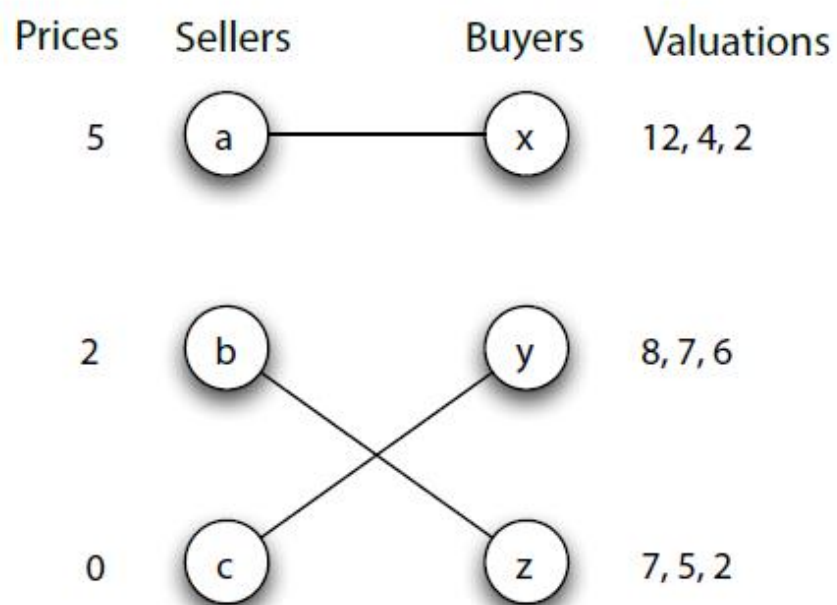 Prices Sellers Buyers Valuations
5 a x 12, 4, 2
2 b y 8, 7, 6
0 c z 7, 5, 2